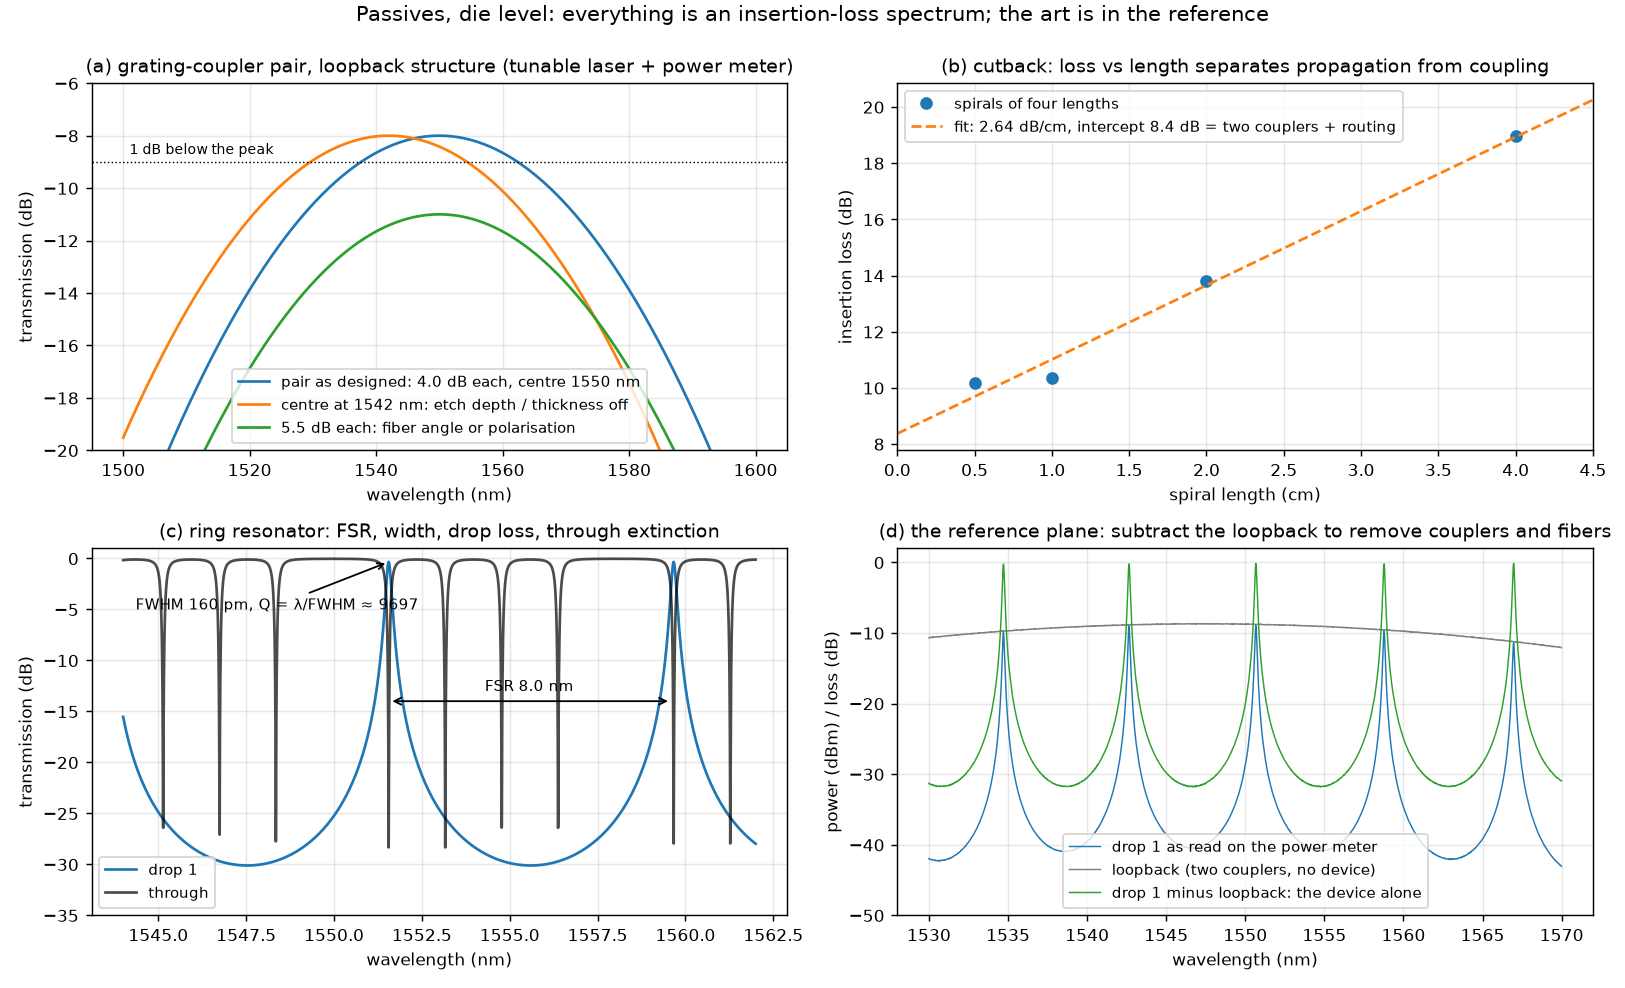 Passives, die level: everything is an insertion-loss spectrum; the art is in the reference
(a) grating-coupler pair, loopback structure (tunable laser + power meter)
−6
−8
−10
−12
−14
−16
−18
−20
transmission (dB)
1 dB below the peak
pair as designed: 4.0 dB each, centre 1550 nm
centre at 1542 nm: etch depth / thickness off
5.5 dB each: fiber angle or polarisation
1500
1520
1540
1560
1580
1600
wavelength (nm)
(b) cutback: loss vs length separates propagation from coupling
20
18
16
14
12
10
8
insertion loss (dB)
spirals of four lengths
fit: 2.64 dB/cm, intercept 8.4 dB = two couplers + routing
0.0
0.5
1.0
1.5
2.0
2.5
3.0
3.5
4.0
4.5
spiral length (cm)
(c) ring resonator: FSR, width, drop loss, through extinction
0
−5
−10
−15
−20
−25
−30
−35
transmission (dB)
FWHM 160 pm, Q = λ/FWHM ≈ 9697
FSR 8.0 nm
drop 1
through
1545.0
1547.5
1550.0
1552.5
1555.0
1557.5
1560.0
1562.5
wavelength (nm)
(d) the reference plane: subtract the loopback to remove couplers and fibers
0
−10
−20
−30
−40
−50
power (dBm) / loss (dB)
drop 1 as read on the power meter
loopback (two couplers, no device)
drop 1 minus loopback: the device alone
1530
1535
1540
1545
1550
1555
1560
1565
1570
wavelength (nm)